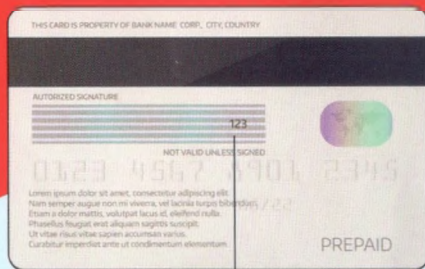 THIS CARD IS PROPERTY OF BANK NAME CORP., CITY, COUNTRY
AUTORIZED SIGNATURE
123
NOT VALID UNLESS SIGNED
0123 4567 8901 2345
Lorem ipsum dolor sit amet, consectetur adipiscing elit.
Nam semper augue non mi viverra, vel lacinia turpis bibendum.
Etiam a dolor mattis, volutpat lacus id, eleifend nulla.
Phasellus feugiat erat aliquam sagittis suscipit.
Ut vitae risus vitae sapien accumsan varius.
Curabitur imperdiet ante ut condimentum elementum.
PREPAID